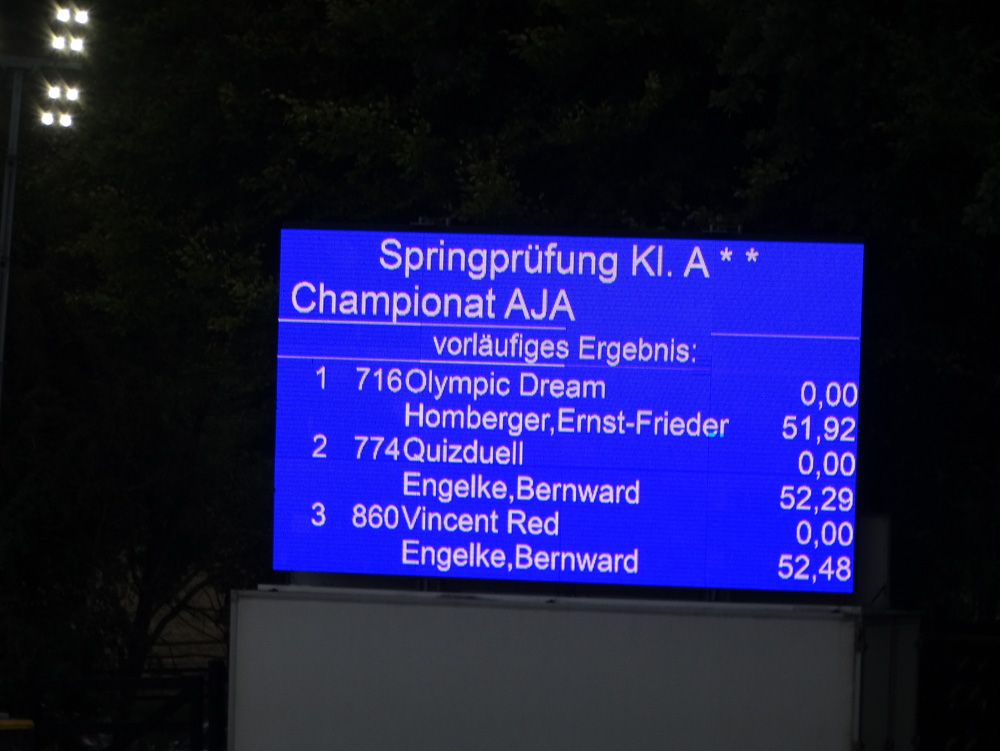 Springprüfung Kl. A * *
Championat AJA
vorläufiges Ergebnis:
1 716 Olympic Dream 0,00
Homberger,Ernst-Frieder 51,92
2 774 Quizduell 0,00
Engelke,Bernward 52,29
3 860 Vincent Red 0,00
Engelke,Bernward 52,48